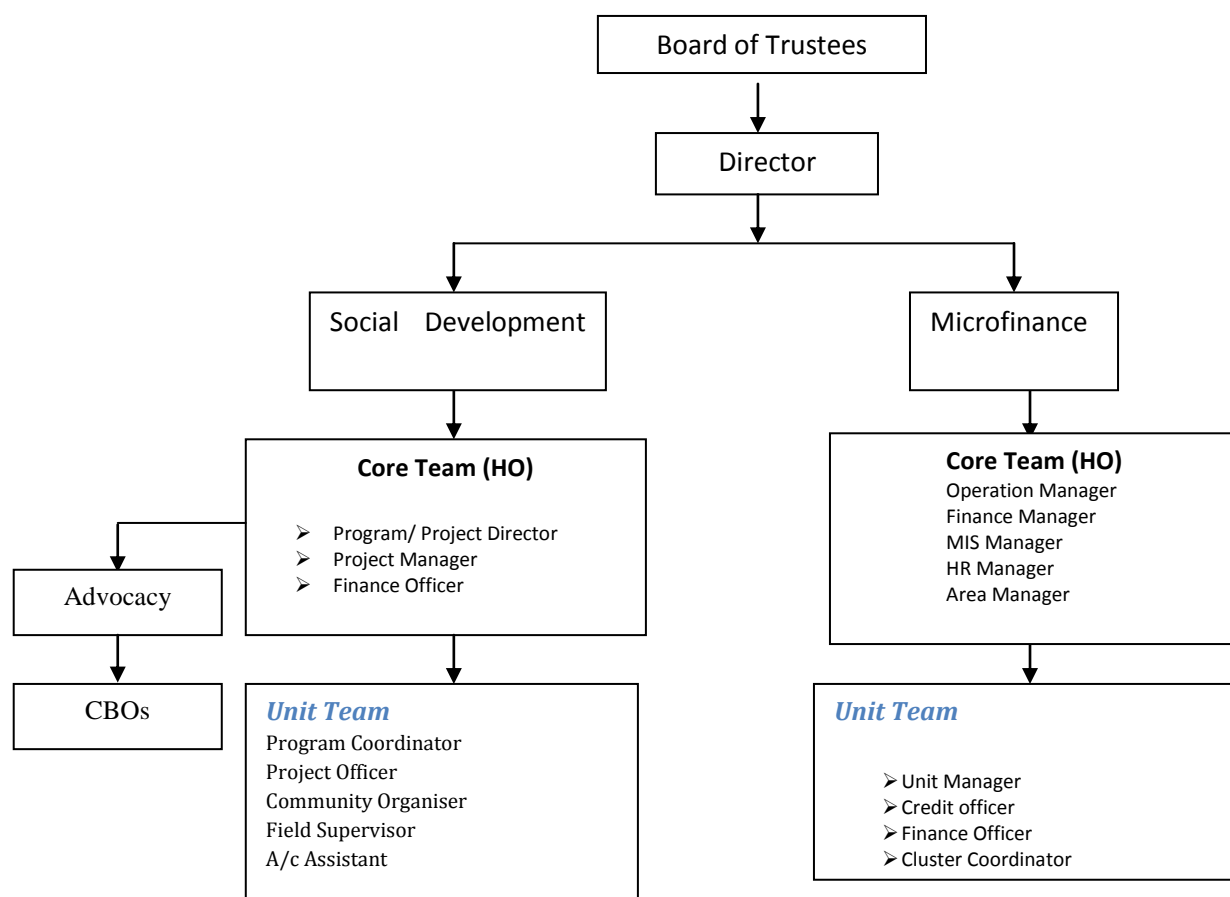 Board of Trustees
Director
Social Development
Microfinance
Core Team (HO)
➢ Program/ Project Director
➢ Project Manager
➢ Finance Officer
Core Team (HO)
Operation Manager
Finance Manager
MIS Manager
HR Manager
Area Manager
Advocacy
CBOs
Unit Team
Program Coordinator
Project Officer
Community Organiser
Field Supervisor
A/c Assistant
Unit Team
➢ Unit Manager
➢ Credit officer
➢ Finance Officer
➢ Cluster Coordinator